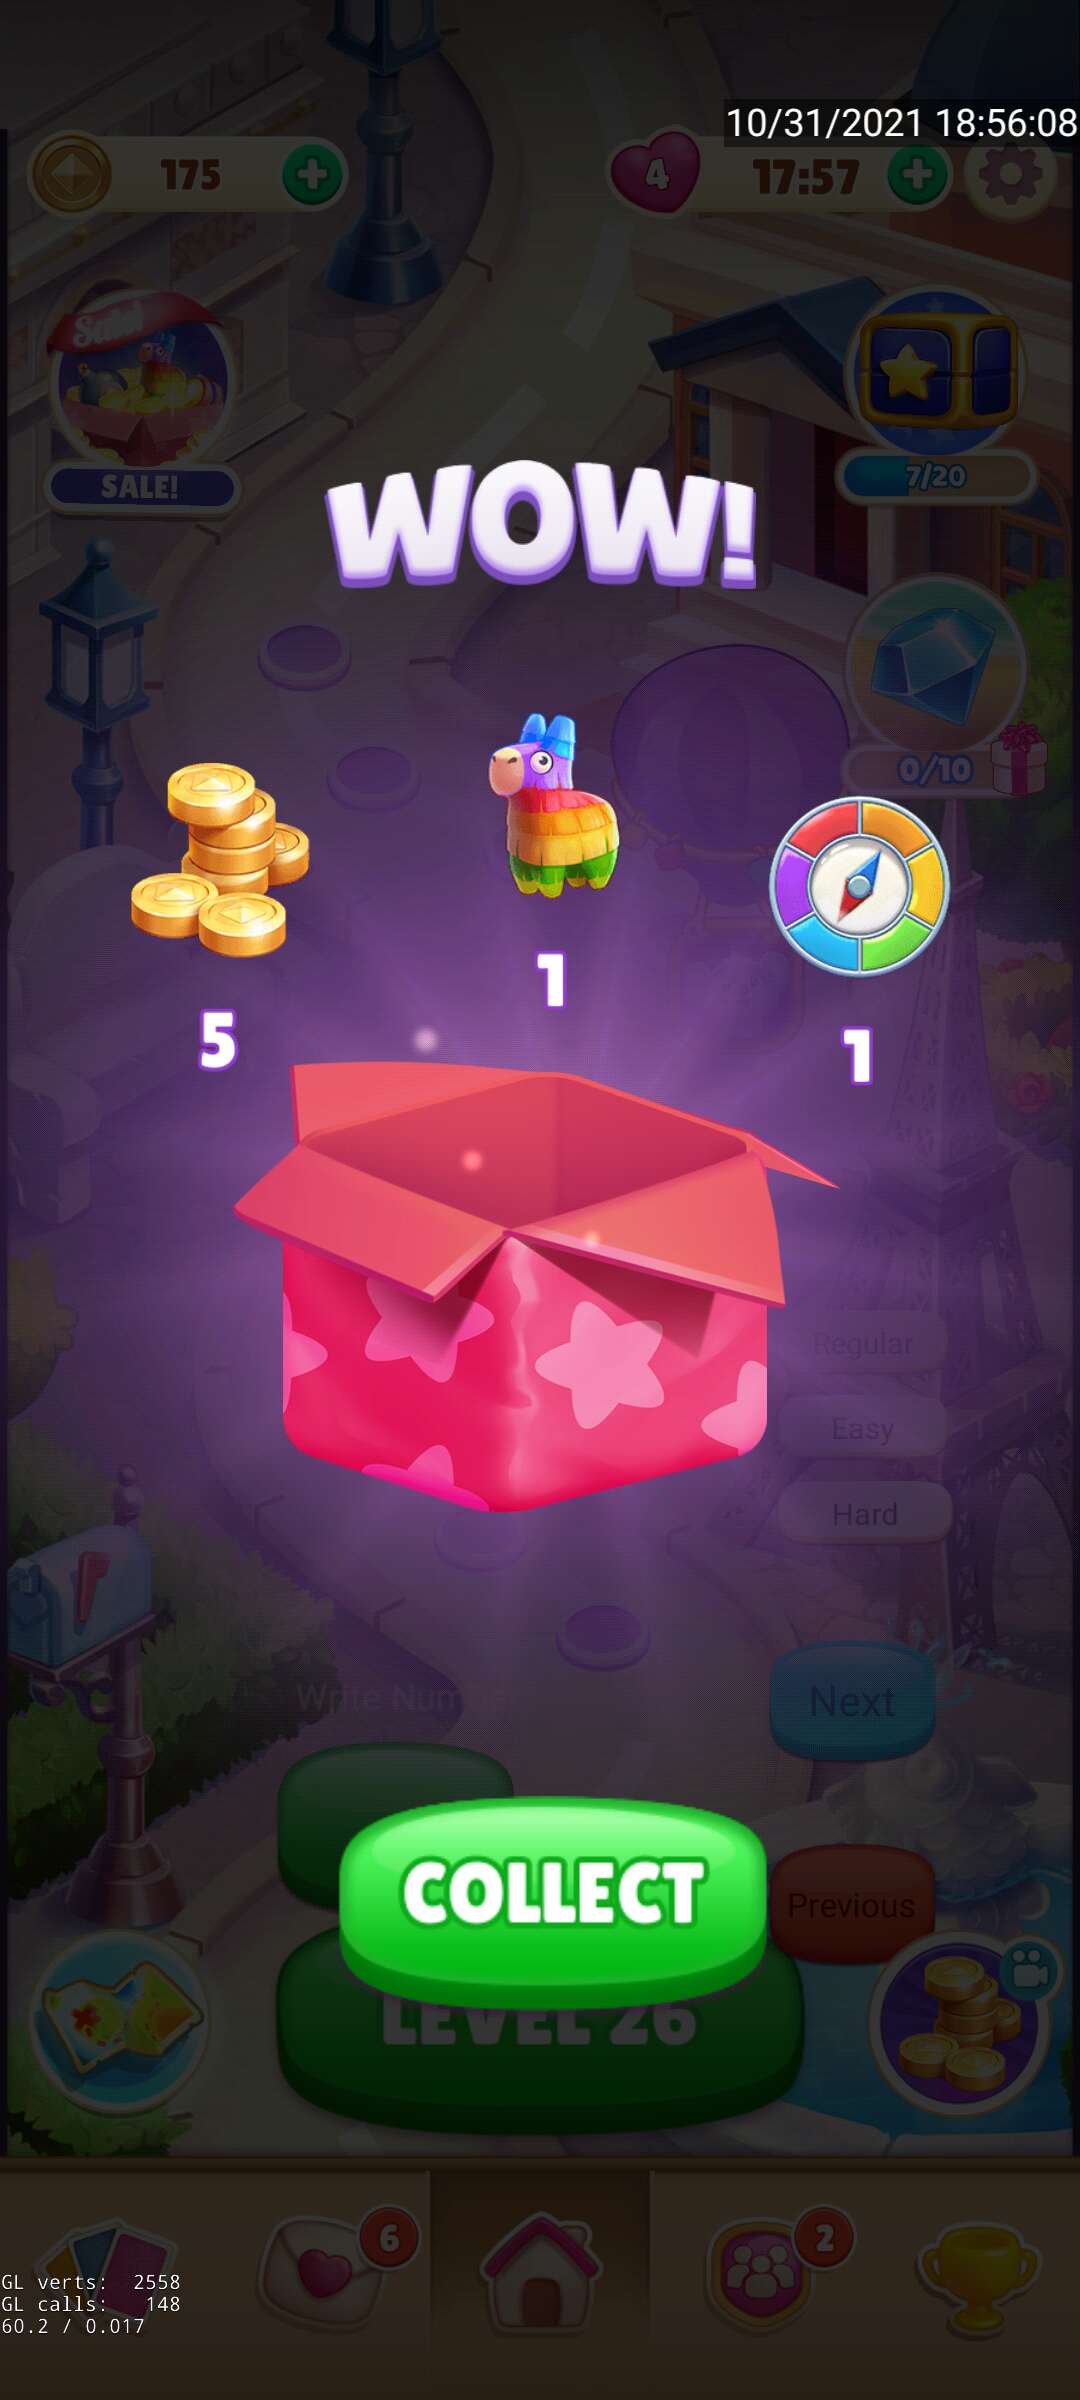 10/31/2021 18:56:08
175
4
17:57
Sale!
SALE!
7/20
WOW!
0/10
5
1
1
Regular
Easy
Hard
Write Num
Next
COLLECT
Previous
LEVEL 26
6
2
GL verts: 2558
GL calls: 148
60.2 / 0.017